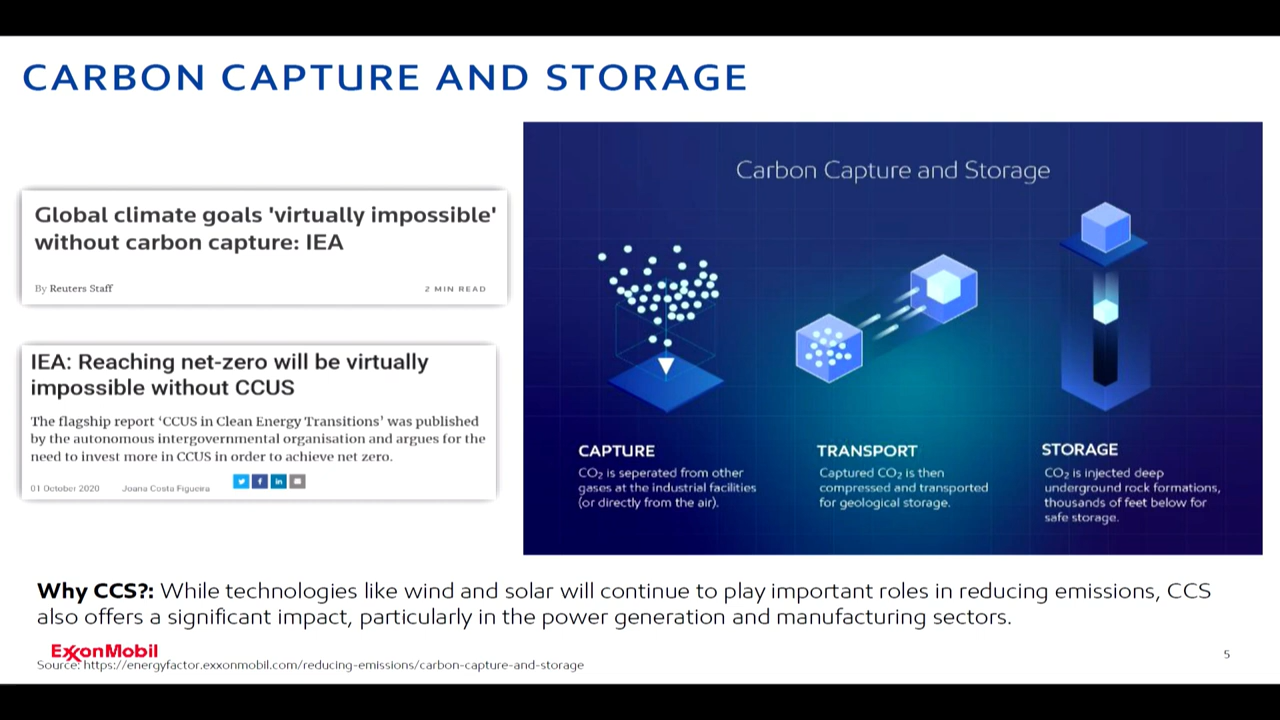 CARBON CAPTURE AND STORAGE
Global climate goals 'virtually impossible'
without carbon capture: IEA
By Reuters Staff
2 MIN READ
IEA: Reaching net-zero will be virtually
impossible without CCUS
The flagship report ‘CCUS in Clean Energy Transitions’ was published
by the autonomous intergovernmental organisation and argues for the
need to invest more in CCUS in order to achieve net zero.
01 October 2020
Joana Costa Figueira
Carbon Capture and Storage
CAPTURE
CO₂ is seperated from other
gases at the industrial facilities
(or directly from the air).
TRANSPORT
Captured CO₂ is then
compressed and transported
for geological storage.
STORAGE
CO₂ is injected deep
underground rock formations,
thousands of feet below for
safe storage.
Why CCS?: While technologies like wind and solar will continue to play important roles in reducing emissions, CCS
also offers a significant impact, particularly in the power generation and manufacturing sectors.
ExxonMobil
Source: https://energyfactor.exxonmobil.com/reducing-emissions/carbon-capture-and-storage
5